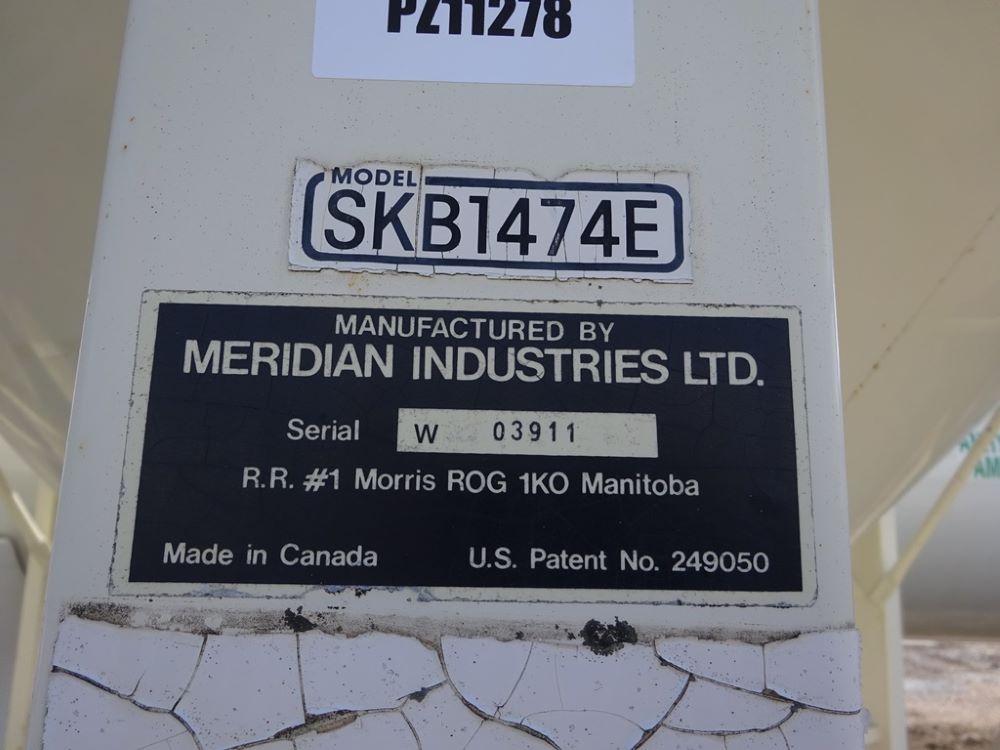 PZ11278
MODEL
SKB1474E
MANUFACTURED BY
MERIDIAN INDUSTRIES LTD.
Serial W 03911
R.R. #1 Morris ROG 1KO Manitoba
Made in Canada U.S. Patent No. 249050